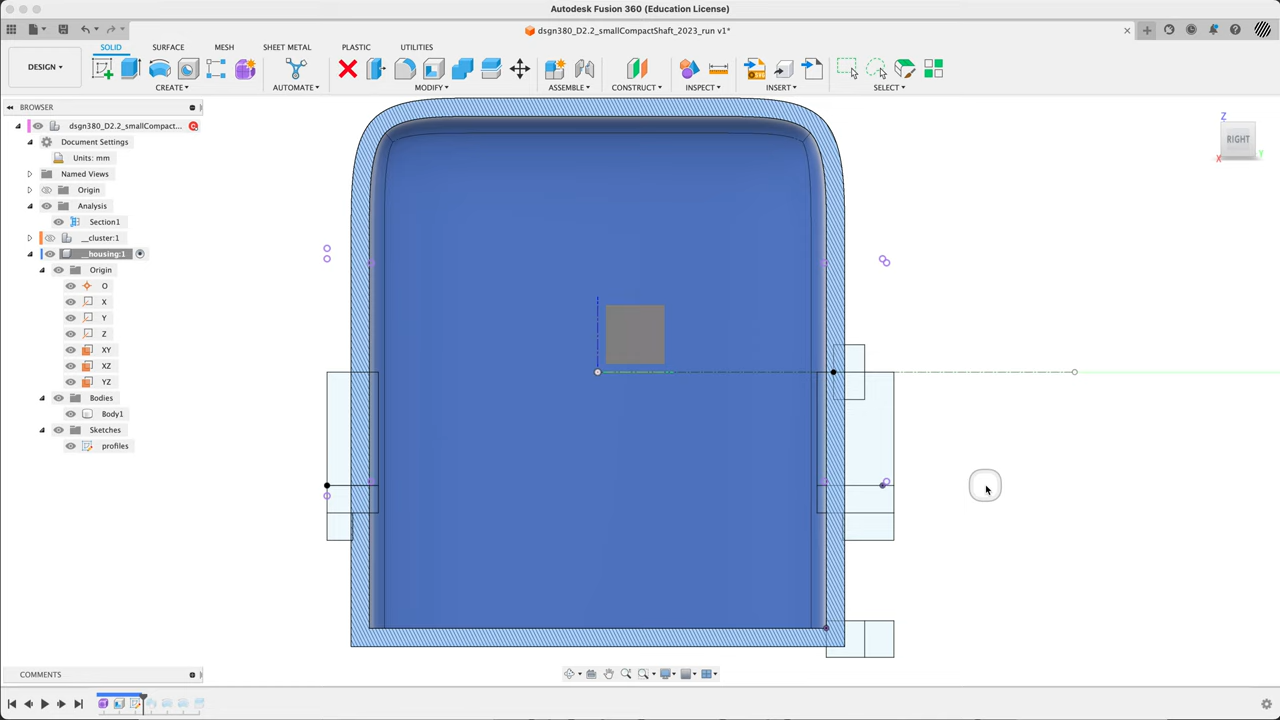 Autodesk Fusion 360 (Education License)
dsgn380_D2.2_smallCompactShaft_2023_run v1*
DESIGN
SOLID
SURFACE
MESH
SHEET METAL
PLASTIC
UTILITIES
CREATE
AUTOMATE
MODIFY
ASSEMBLE
CONSTRUCT
INSPECT
INSERT
SELECT
BROWSER
dsgn380_D2.2_smallCompact...
Document Settings
Units: mm
Named Views
Origin
Analysis
Section1
__cluster:1
__housing:1
Origin
O
X
Y
Z
XY
XZ
YZ
Bodies
Body1
Sketches
profiles
Z
RIGHT
X
Y
COMMENTS